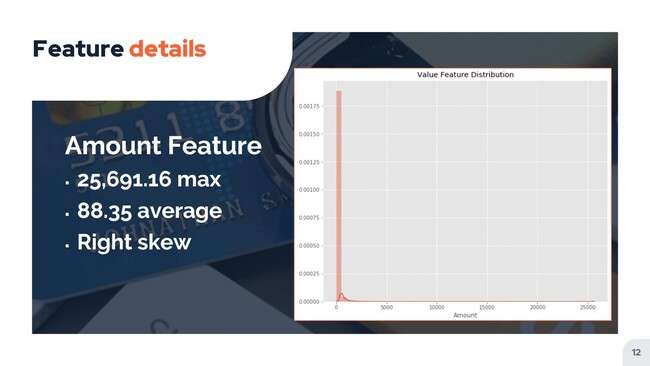 Feature details
Amount Feature
25,691.16 max
88.35 average
Right skew
Value Feature Distribution
0.00175
0.00150
0.00125
0.00100
0.00075
0.00050
0.00025
0.00000
0 5000 10000 15000 20000 25000
Amount
12